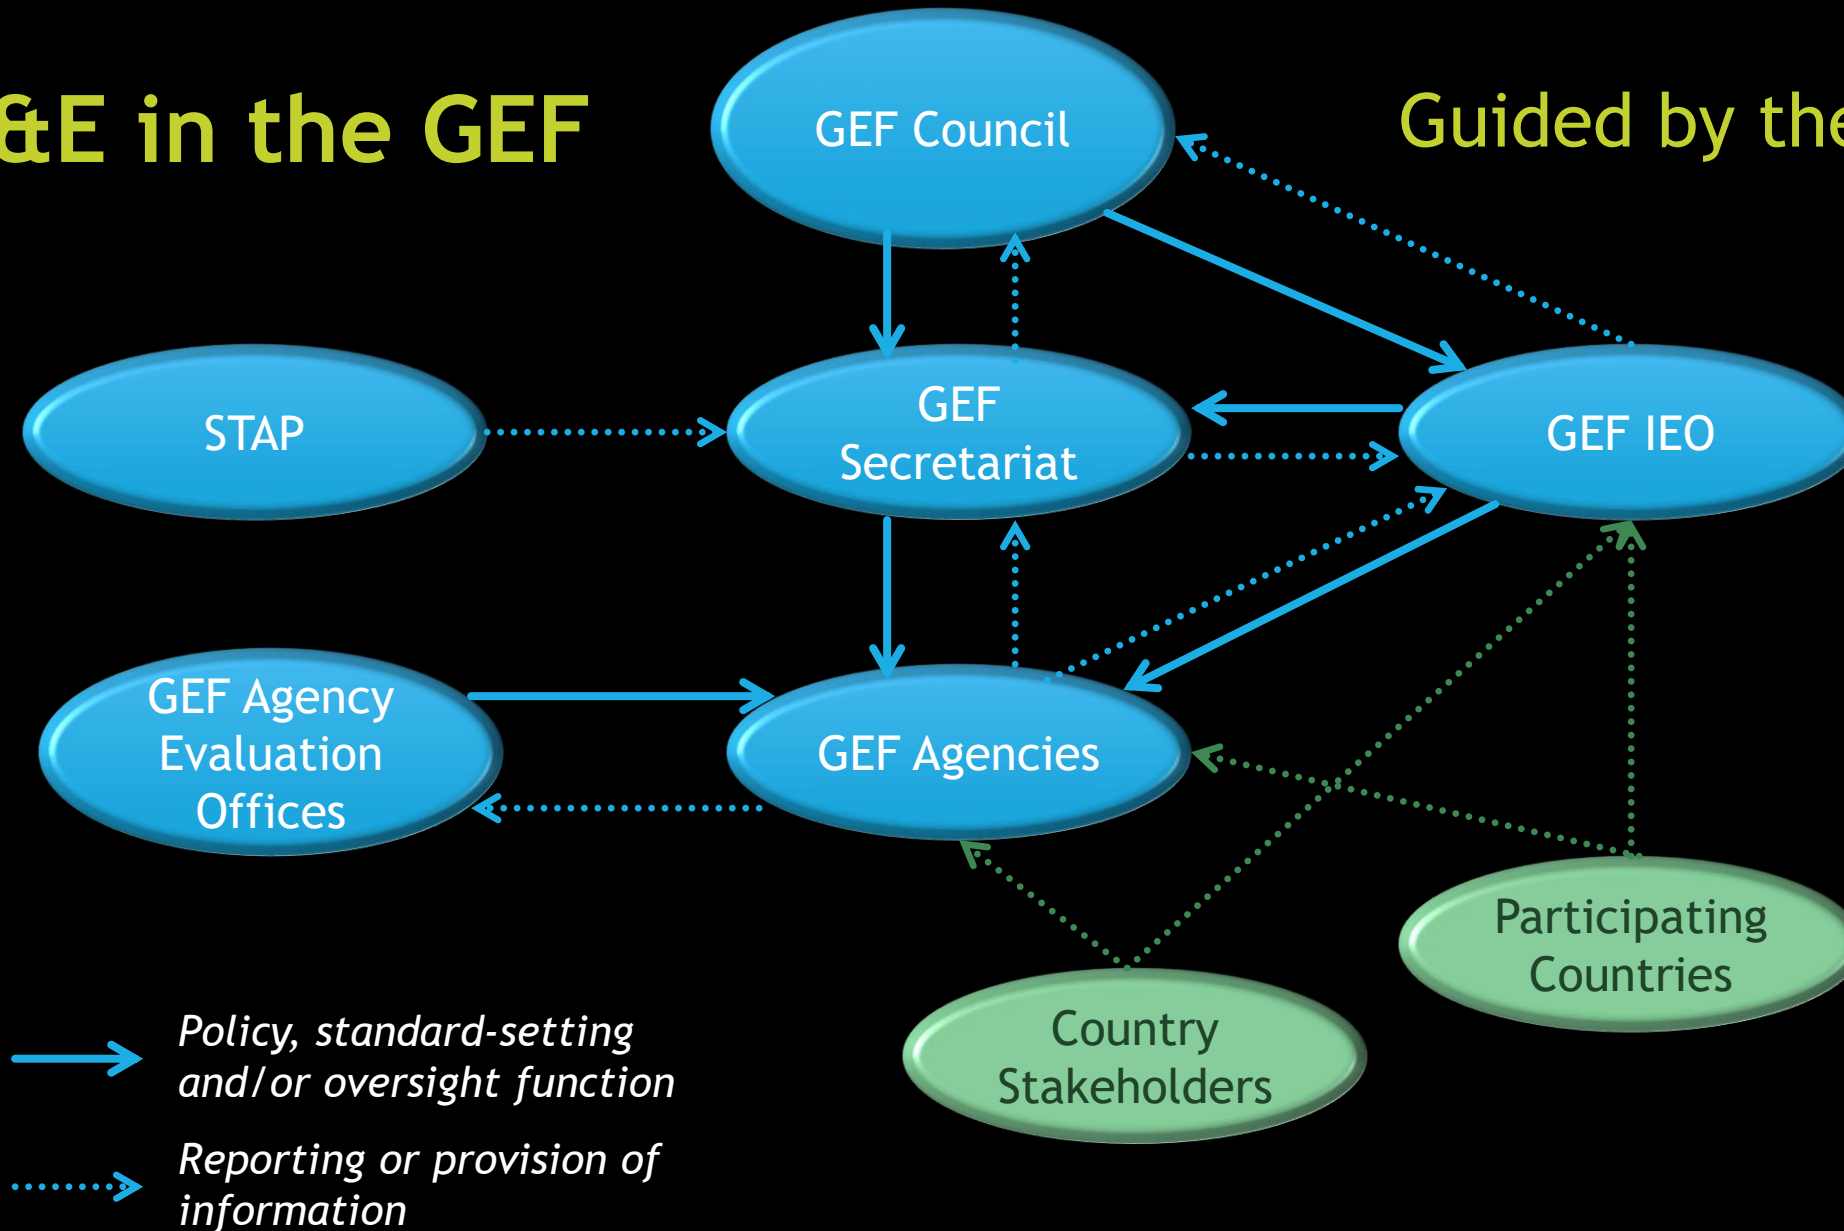 &E in the GEF
Guided by the
GEF Council
STAP
GEF
Secretariat
GEF IEO
GEF Agency
Evaluation
Offices
GEF Agencies
Participating
Countries
Country
Stakeholders
Policy, standard-setting
and/or oversight function
Reporting or provision of
information